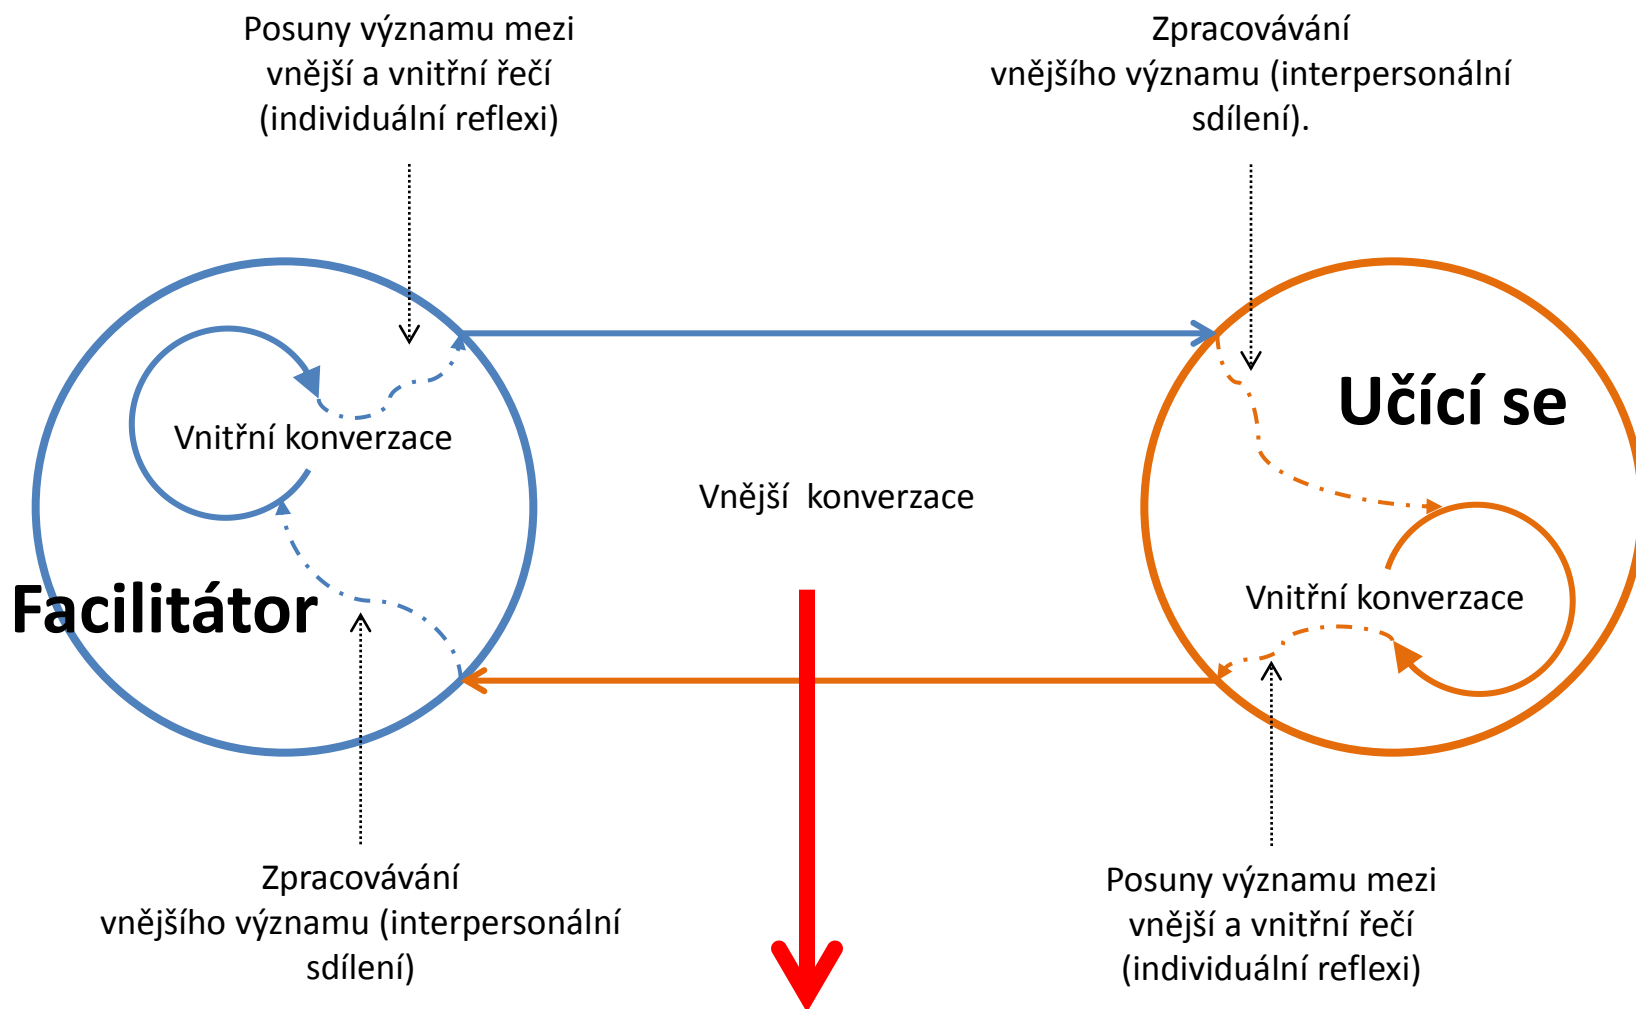 Posuny významu mezi
vnější a vnitřní řečí
(individuální reflexi)
Zpracovávání
vnějšího významu (interpersonální
sdílení).
Učící se
Vnitřní konverzace
Vnější  konverzace
Facilitátor
Vnitřní konverzace
Zpracovávání
vnějšího významu (interpersonální
sdílení)
Posuny významu mezi
vnější a vnitřní řečí
(individuální reflexi)